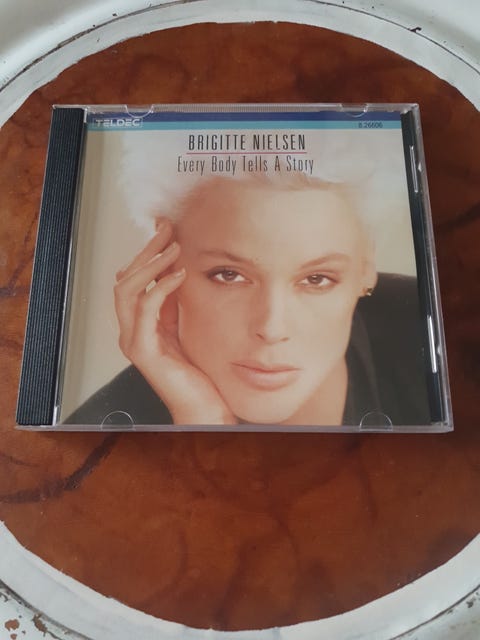 TELDEC
8.26606
BRIGITTE NIELSEN
Every Body Tells A Story